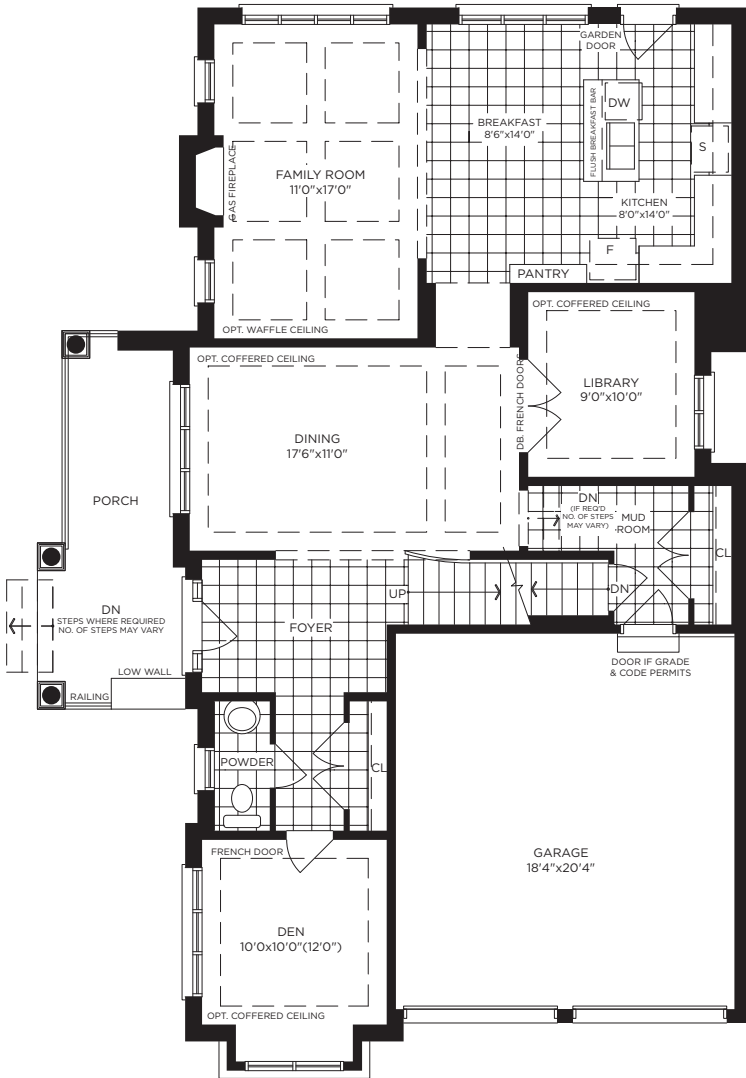 GARDEN
DOOR
DW
BREAKFAST
8'6"x14'0"
FLUSH BREAKFAST BAR
S
GAS FIREPLACE
FAMILY ROOM
11'0"x17'0"
KITCHEN
8'0"x14'0"
F
PANTRY
OPT. WAFFLE CEILING
OPT. COFFERED CEILING
OPT. COFFERED CEILING
DB. FRENCH DOORS
LIBRARY
9'0"x10'0"
DINING
17'6"x11'0"
PORCH
DN
(IF REQ'D
NO. OF STEPS
MAY VARY)
MUD
ROOM
CL
UP
DN
DN
STEPS WHERE REQUIRED
NO. OF STEPS MAY VARY
FOYER
LOW WALL
RAILING
DOOR IF GRADE
& CODE PERMITS
POWDER
CL
FRENCH DOOR
GARAGE
18'4"x20'4"
DEN
10'0x10'0"(12'0")
OPT. COFFERED CEILING